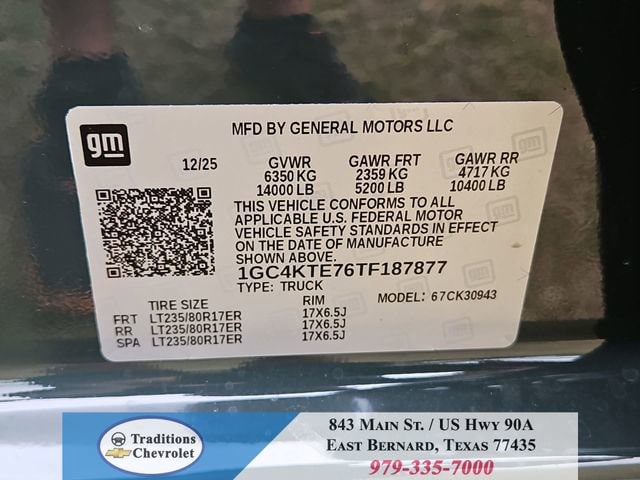 gm
MFD BY GENERAL MOTORS LLC
12/25 GVWR GAWR FRT GAWR RR
6350 KG 2359 KG 4717 KG
14000 LB 5200 LB 10400 LB
THIS VEHICLE CONFORMS TO ALL
APPLICABLE U.S. FEDERAL MOTOR
VEHICLE SAFETY STANDARDS IN EFFECT
ON THE DATE OF MANUFACTURE
SHOWN ABOVE.
1GC4KTE76TF187877
TYPE: TRUCK MODEL: 67CK30943
TIRE SIZE RIM
FRT LT235/80R17ER 17X6.5J
RR LT235/80R17ER 17X6.5J
SPA LT235/80R17ER 17X6.5J
Traditions
Chevrolet
843 Main St. / US Hwy 90A
East Bernard, Texas 77435
979-335-7000